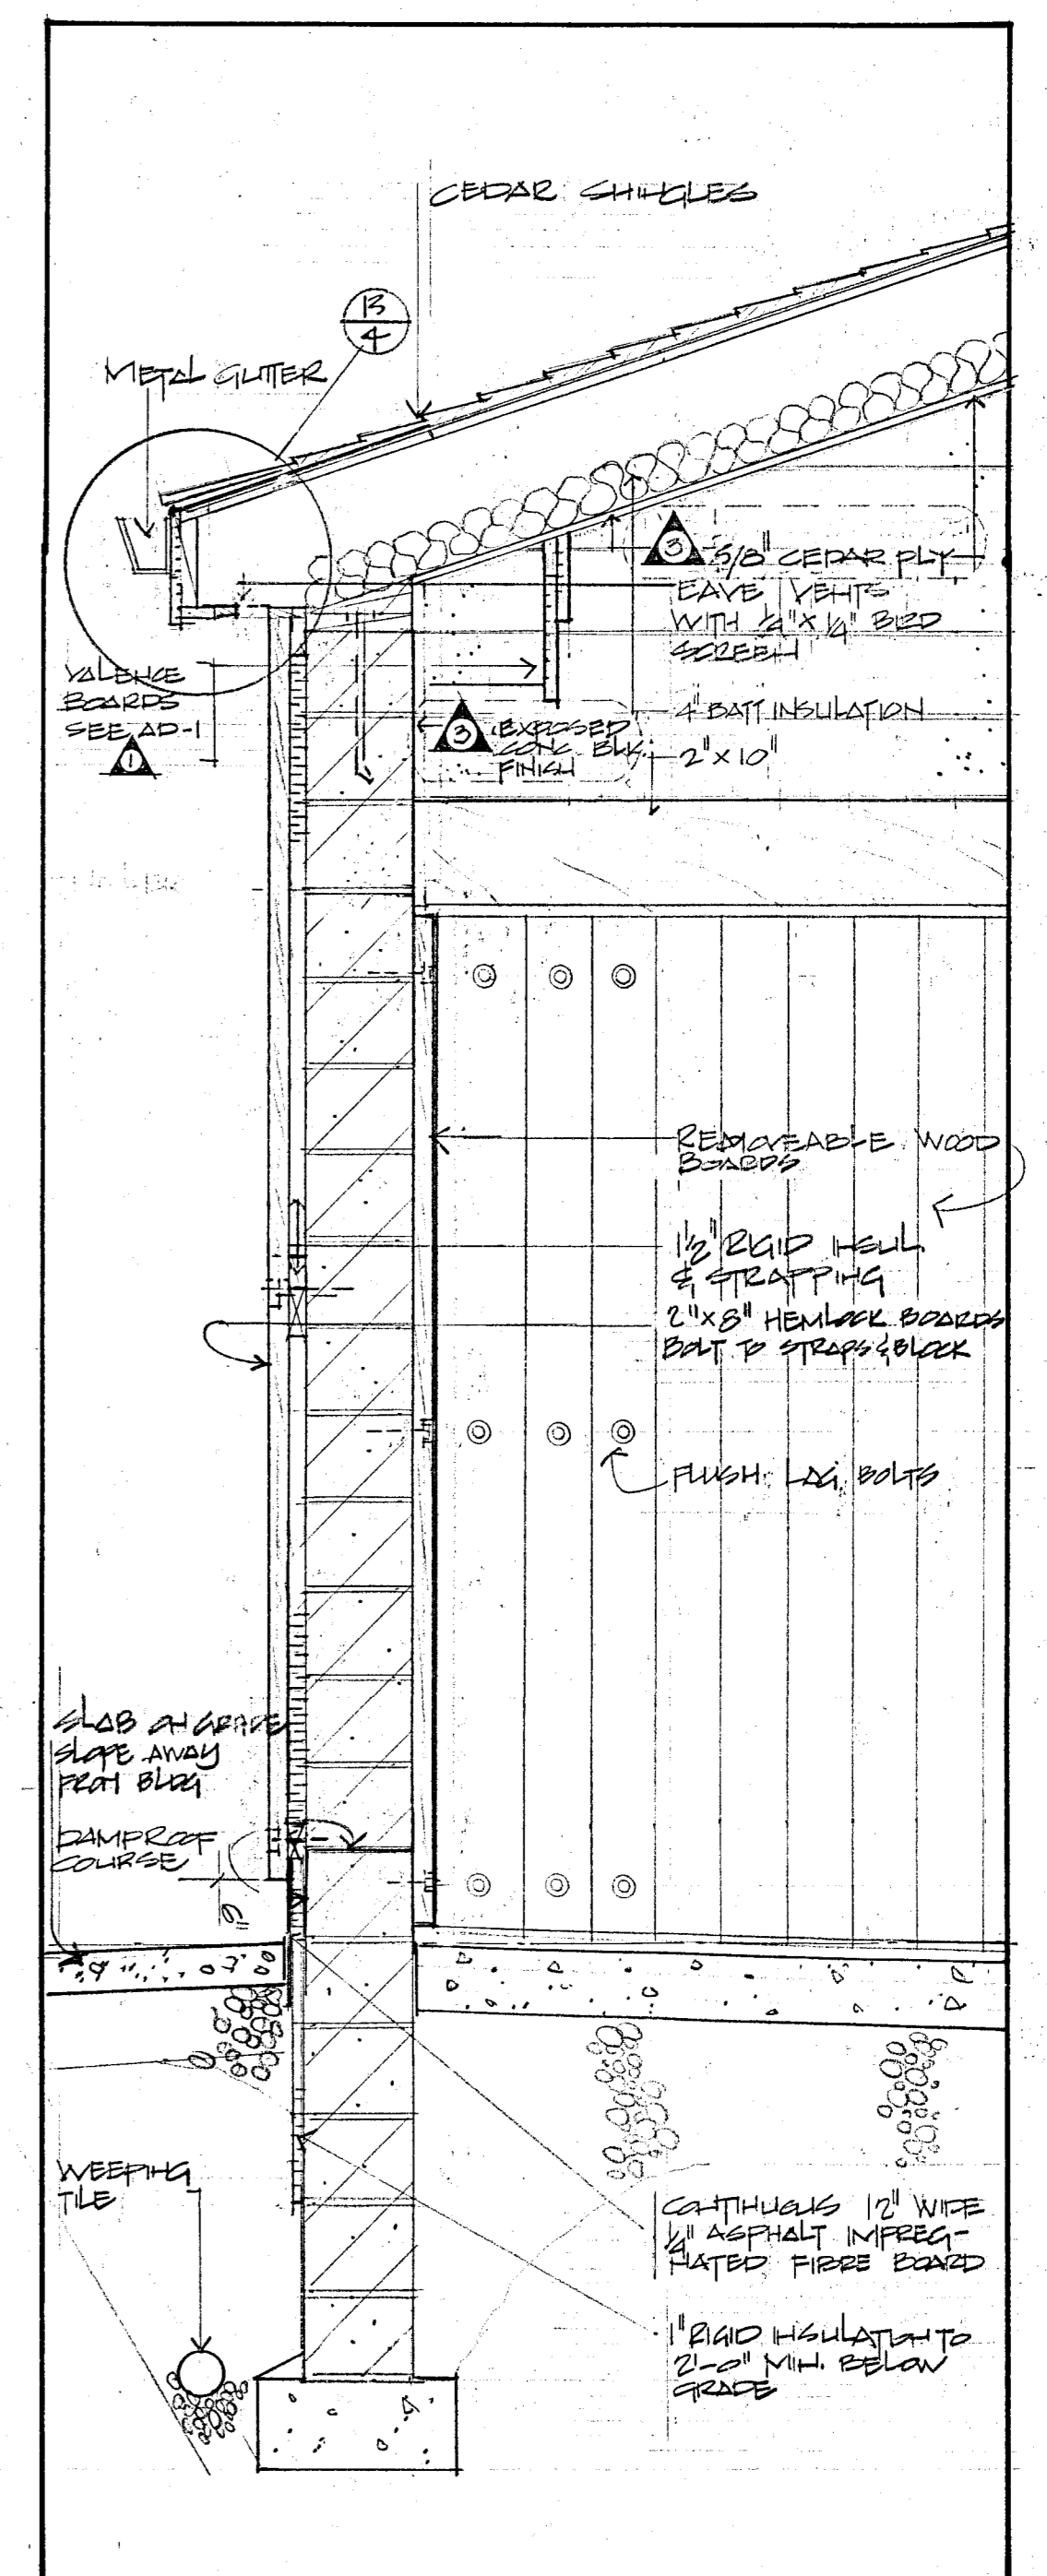 CEDAR SHINGLES
B
4
METAL GUTTER
3
5/8" CEDAR PLY
EAVE VENTS
WITH 1/4" X 1/4" BIRD
SCREEN
VALENCE
BOARDS
SEE AD-1
1
3
EXPOSED
CONC. BLK.
FINISH
4" BATT INSULATION
2" X 10"
REMOVEABLE WOOD
BOARDS
1 1/2" RIGID INSUL.
& STRAPPING
2" X 8" HEMLOCK BOARDS
BOLT TO STRAPS & BLOCK
FLUSH LAG BOLTS
SLAB ON GRADE
SLOPE AWAY
FROM BLDG
DAMPROOF
COURSE
6"
WEEPING
TILE
CONTINUOUS 12" WIDE
1/4" ASPHALT IMPREG-
NATED FIBRE BOARD
1" RIGID INSULATION TO
2'-0" MIN. BELOW
GRADE